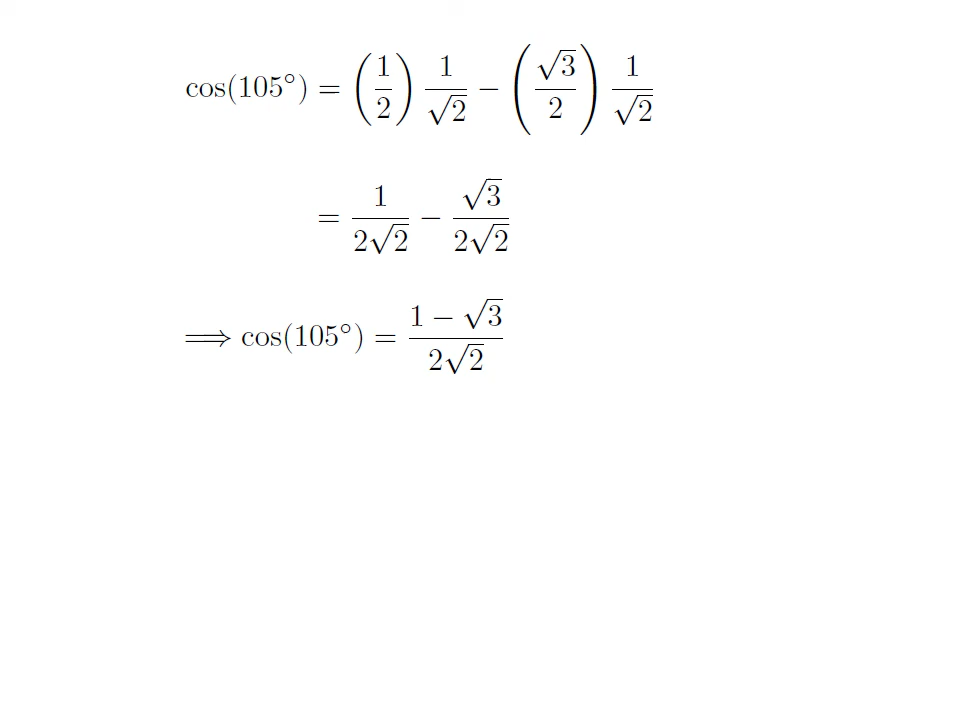 cos(105°) = (1/2) 1/√2 − (√3/2) 1/√2
= 1/2√2 − √3/2√2
⟹ cos(105°) = 1 − √3/2√2